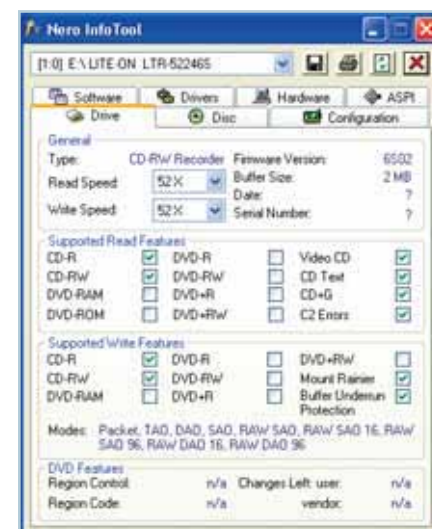 Nero InfoTool
[1:0] E:\ LITE-ON LTR-52246S
Software Drivers Hardware ASPI
Drive Disc Configuration
General
Type: CD-RW Recorder Firmware Version: 6S02
Read Speed: 52 X Buffer Size: 2 MB
Date: ?
Write Speed: 52 X Serial Number: ?
Supported Read Features
CD-R DVD-R Video CD
CD-RW DVD-RW CD Text
DVD-RAM DVD+R CD+G
DVD-ROM DVD+RW C2 Errors
Supported Write Features
CD-R DVD-R DVD+RW
CD-RW DVD-RW Mount Rainier
DVD-RAM DVD+R Buffer Underrun
Protection
Modes: Packet, TAO, DAO, SAO, RAW SAO, RAW SAO 16, RAW
SAO 96, RAW DAO 16, RAW DAO 96
DVD Features
Region Control: n/a Changes Left: user: n/a
Region Code: n/a vendor: n/a